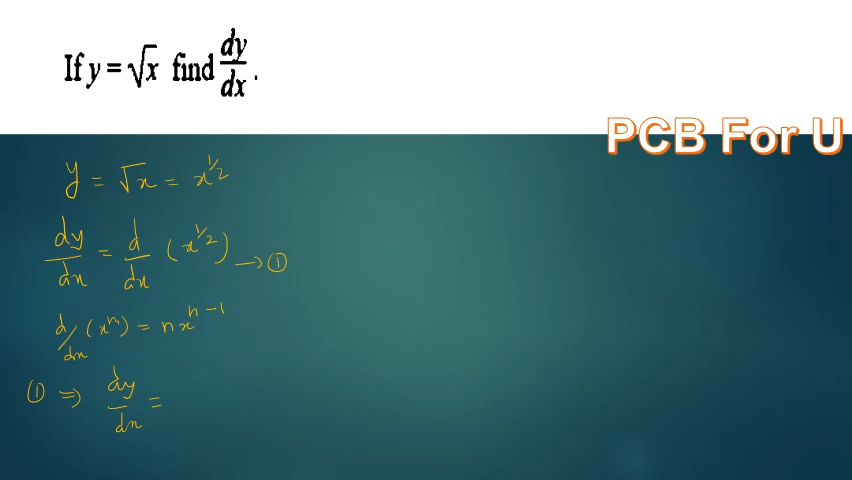 If y = √x find dy/dx.
PCB For U
y = √x = x^1/2
dy/dx = d/dx (x^1/2) → ①
d/dx (x^n) = n x^n-1
① ⇒ dy/dx =